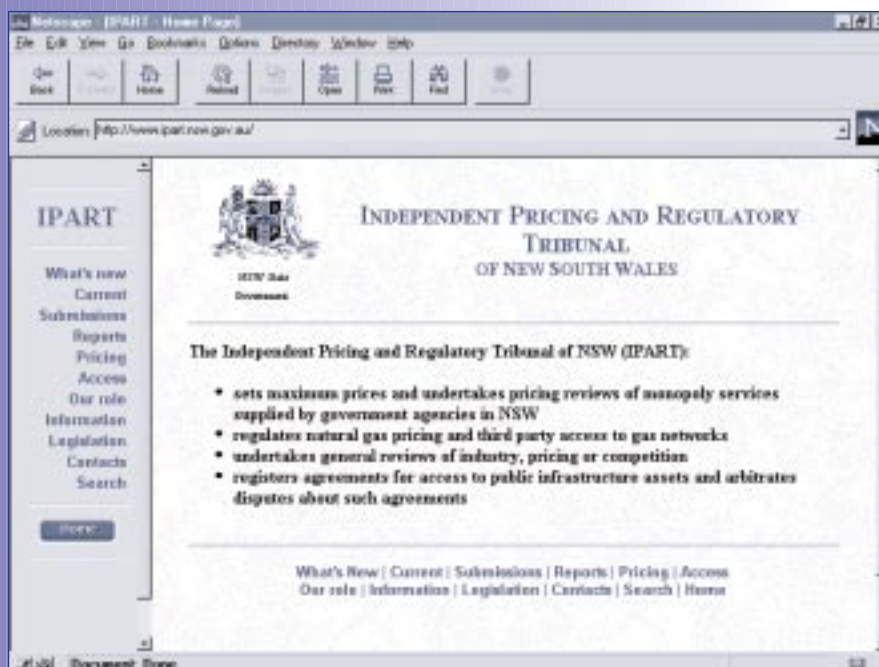 Netscape - [IPART - Home Page]
File Edit View Go Bookmarks Options Directory Window Help
Back Forward Home Reload Images Open Print Find Stop
Location: http://www.ipart.nsw.gov.au/
N
IPART
What's new
Current
Submissions
Reports
Pricing
Access
Our role
Information
Legislation
Contacts
Search
Home
NSW State
Government
INDEPENDENT PRICING AND REGULATORY
TRIBUNAL
OF NEW SOUTH WALES
The Independent Pricing and Regulatory Tribunal of NSW (IPART):
• sets maximum prices and undertakes pricing reviews of monopoly services
supplied by government agencies in NSW
• regulates natural gas pricing and third party access to gas networks
• undertakes general reviews of industry, pricing or competition
• registers agreements for access to public infrastructure assets and arbitrates
disputes about such agreements
What's New | Current | Submissions | Reports | Pricing | Access
Our role | Information | Legislation | Contacts | Search | Home
Document: Done